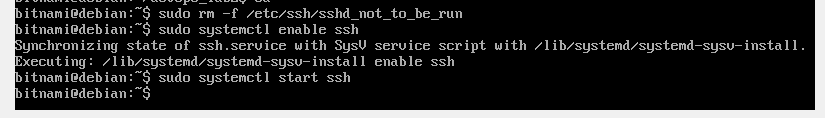 bitnami@debian:~$ sudo rm -f /etc/ssh/sshd_not_to_be_run
bitnami@debian:~$ sudo systemctl enable ssh
Synchronizing state of ssh.service with SysV service script with /lib/systemd/systemd-sysv-install.
Executing: /lib/systemd/systemd-sysv-install enable ssh
bitnami@debian:~$ sudo systemctl start ssh
bitnami@debian:~$